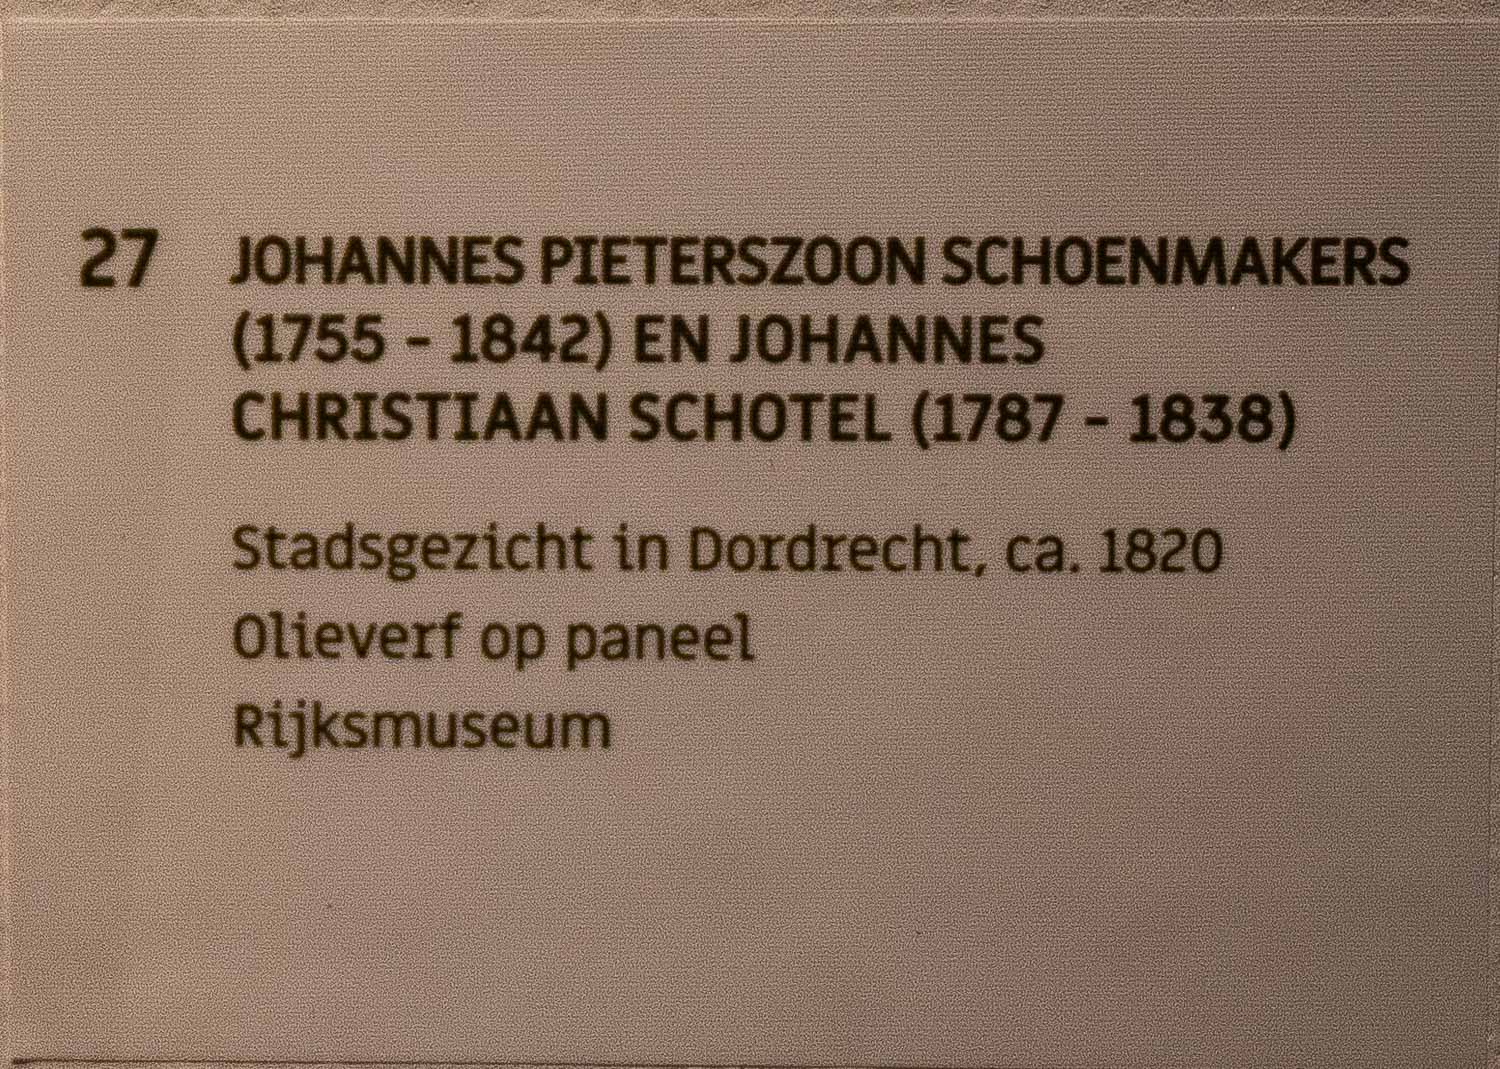 27 JOHANNES PIETERSZOON SCHOENMAKERS
(1755 - 1842) EN JOHANNES
CHRISTIAAN SCHOTEL (1787 - 1838)
Stadsgezicht in Dordrecht, ca. 1820
Olieverf op paneel
Rijksmuseum